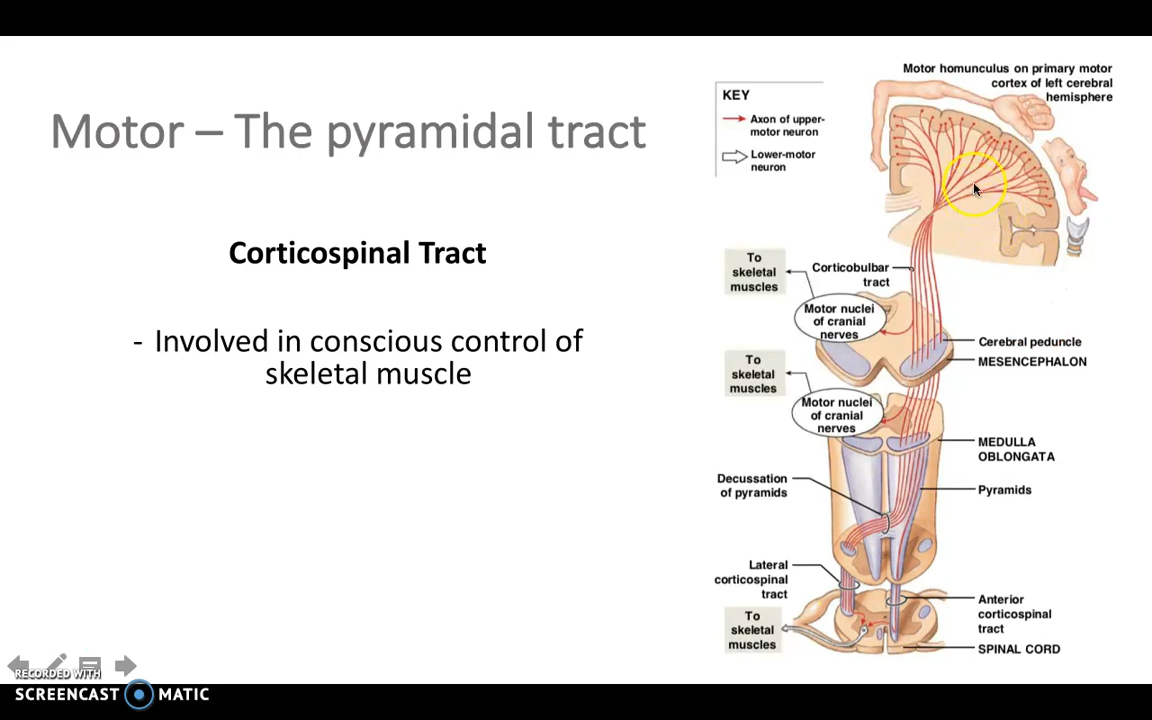 Motor – The pyramidal tract
Corticospinal Tract
- Involved in conscious control of
skeletal muscle
Motor homunculus on primary motor
cortex of left cerebral
hemisphere
KEY
Axon of upper-
motor neuron
Lower-motor
neuron
To
skeletal
muscles
Corticobulbar
tract
Motor nuclei
of cranial
nerves
Cerebral peduncle
MESENCEPHALON
To
skeletal
muscles
Motor nuclei
of cranial
nerves
MEDULLA
OBLONGATA
Decussation
of pyramids
Pyramids
Lateral
corticospinal
tract
Anterior
corticospinal
tract
To
skeletal
muscles
SPINAL CORD
RECORDED WITH
SCREENCAST MATIC